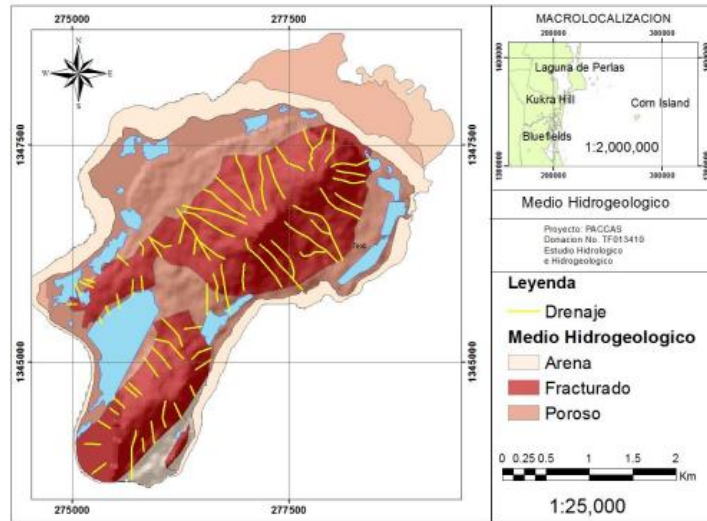 275000
277500
N
W
E
S
1347500
1347500
1345000
1345000
275000
277500
MACROLOCALIZACION
200000
300000
1400000
1400000
Laguna de Perlas
Kukra Hill
Corn Island
Bluefields
1:2,000,000
200000
300000
Medio Hidrogeologico
Proyecto: PACCAS
Donacion No. TF013410
Estudio Hidrologico
e Hidrogeologico
Leyenda
Drenaje
Medio Hidrogeologico
Arena
Fracturado
Poroso
0 0.25 0.5 1 1.5 2
Km
1:25,000